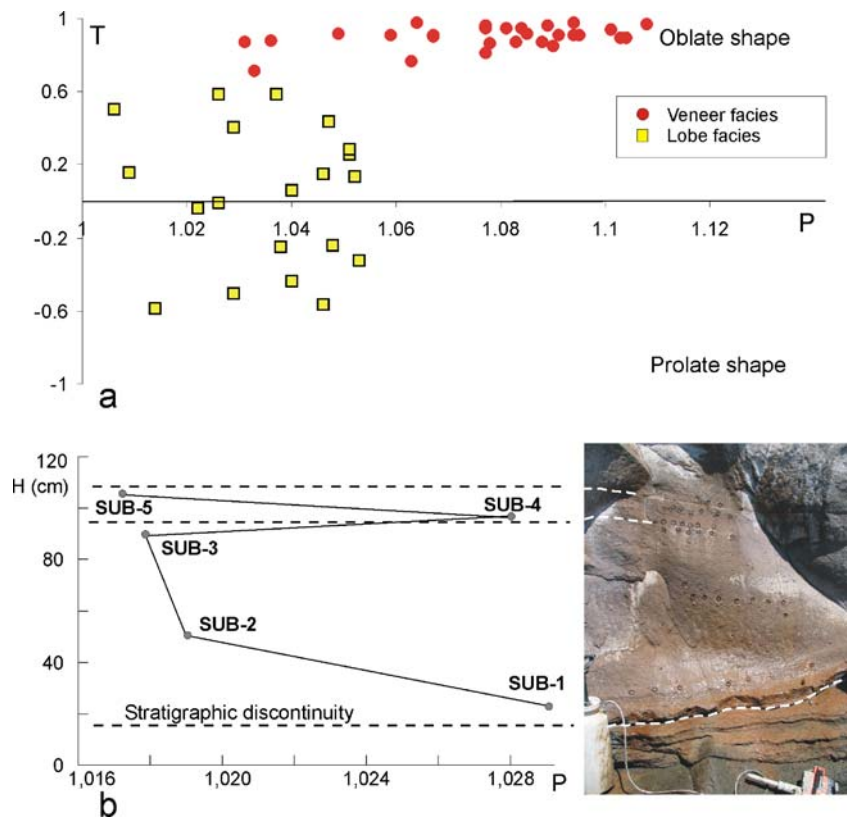 T
1
0.6
0.2
-0.2
-0.6
-1
Oblate shape
Veneer facies
Lobe facies
P
1 1.02 1.04 1.06 1.08 1.1 1.12
Prolate shape
a
120
H (cm)
80
40
0
SUB-5
SUB-4
SUB-3
SUB-2
SUB-1
Stratigraphic discontinuity
1,016 1,020 1,024 1,028 P
b